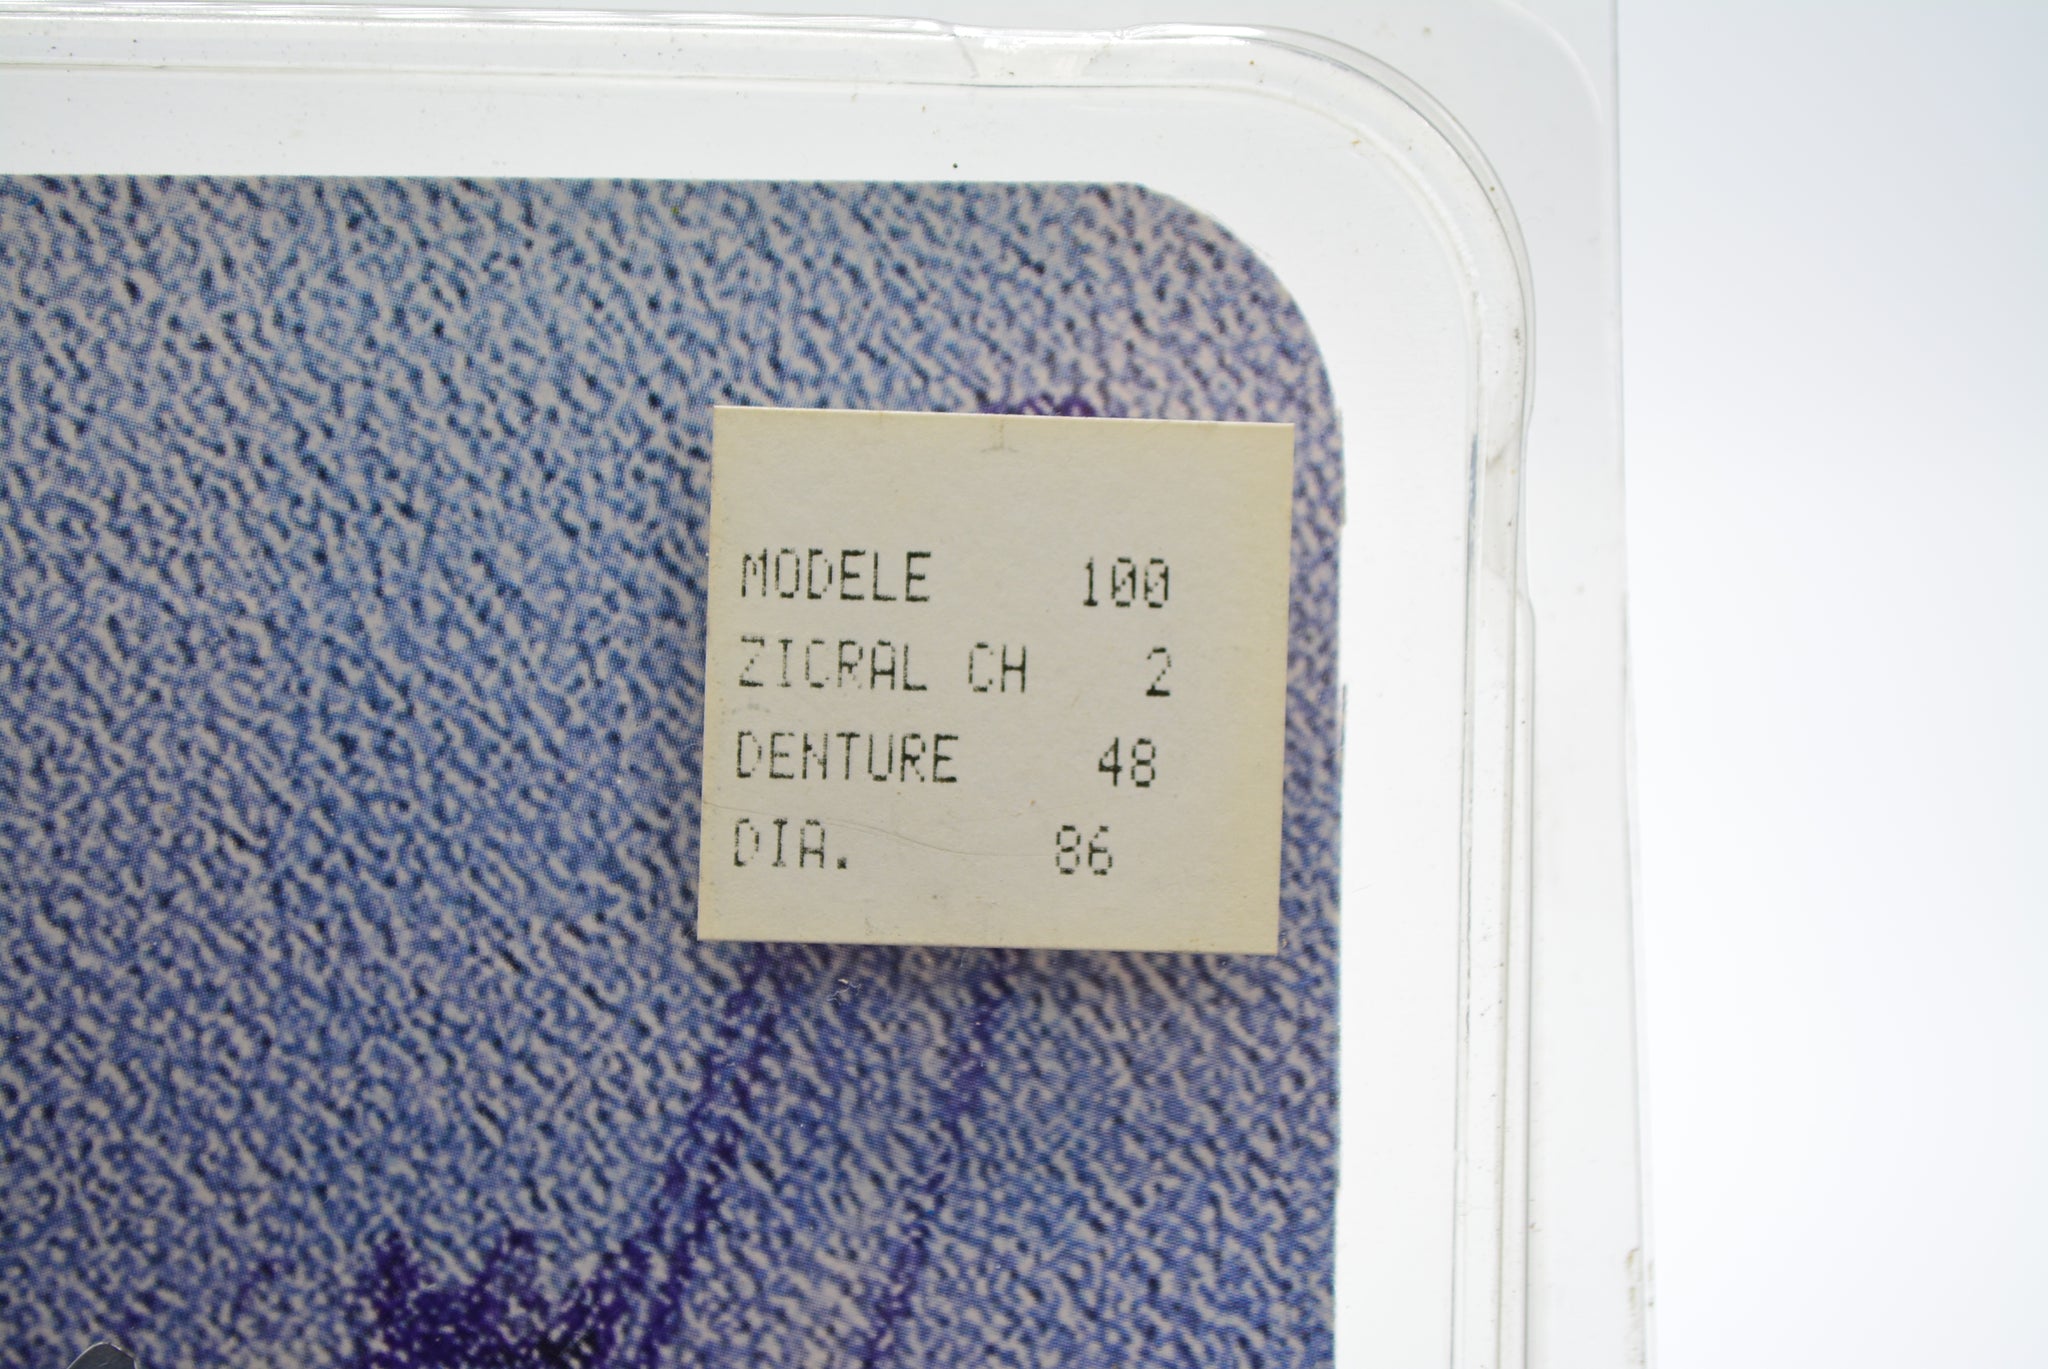 MODELE 100
ZICRAL CH 2
DENTURE 48
DIA. 86